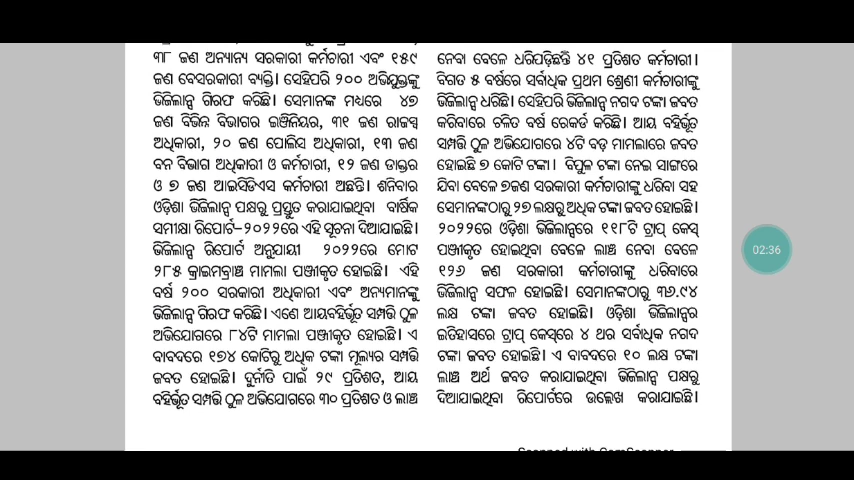 ୩୮ ଜଣ ଅନ୍ୟାନ୍ୟ ସରକାରୀ କର୍ମଚାରୀ ଏବଂ ୧୫୯
ଜଣ ବେସରକାରୀ ବ୍ୟକ୍ତି। ସେହିପରି ୨୦୦ ଅଭିଯୁକ୍ତଙ୍କୁ
ଭିଜିଲାନ୍ସ ଗିରଫ କରିଛି। ସେମାନଙ୍କ ମଧ୍ୟରେ ୪୭
ଜଣ ବିଭିନ୍ନ ବିଭାଗର ଇଞ୍ଜିନିୟର, ୩୧ ଜଣ ରାଜସ୍ୱ
ଅଧିକାରୀ, ୨୦ ଜଣ ପୋଲିସ ଅଧିକାରୀ, ୧୩ ଜଣ
ବନ ବିଭାଗ ଅଧିକାରୀ ଓ କର୍ମଚାରୀ, ୧୨ ଜଣ ଡାକ୍ତର
ଓ ୭ ଜଣ ଆଇସିଡିଏସ କର୍ମଚାରୀ ଅଛନ୍ତି। ଶନିବାର
ଓଡ଼ିଶା ଭିଜିଲାନ୍ସ ପକ୍ଷରୁ ପ୍ରସ୍ତୁତ କରାଯାଇଥିବା ବାର୍ଷିକ
ସମୀକ୍ଷା ରିପୋର୍ଟ-୨୦୨୨ରେ ଏହି ସୂଚନା ଦିଆଯାଇଛି।
ଭିଜିଲାନ୍ସ ରିପୋର୍ଟ ଅନୁଯାୟୀ ୨୦୨୨ରେ ମୋଟ
୨୮୫ କ୍ରାଇମବ୍ରାଞ୍ଚ ମାମଲା ପଞ୍ଜୀକୃତ ହୋଇଛି। ଏହି
ବର୍ଷ ୨୦୦ ସରକାରୀ ଅଧିକାରୀ ଏବଂ ଅନ୍ୟମାନଙ୍କୁ
ଭିଜିଲାନ୍ସ ଗିରଫ କରିଛି। ଏଣେ ଆୟବହିର୍ଭୂତ ସମ୍ପତ୍ତି ଠୁଳ
ଅଭିଯୋଗରେ ୮୪ଟି ମାମଲା ପଞ୍ଜୀକୃତ ହୋଇଛି। ଏ
ବାବଦରେ ୧୭୪ କୋଟିରୁ ଅଧିକ ଟଙ୍କା ମୂଲ୍ୟର ସମ୍ପତ୍ତି
ଜବତ ହୋଇଛି। ଦୁର୍ନୀତି ପାଇଁ ୨୯ ପ୍ରତିଶତ, ଆୟ
ବହିର୍ଭୂତ ସମ୍ପତ୍ତି ଠୁଳ ଅଭିଯୋଗରେ ୩୦ ପ୍ରତିଶତ ଓ ଲାଞ୍ଚ
ନେବା ବେଳେ ଧରିପଡ଼ିଛନ୍ତି ୪୧ ପ୍ରତିଶତ କର୍ମଚାରୀ।
ବିଗତ ୫ ବର୍ଷରେ ସର୍ବାଧିକ ପ୍ରଥମ ଶ୍ରେଣୀ କର୍ମଚାରୀଙ୍କୁ
ଭିଜିଲାନ୍ସ ଧରିଛି। ସେହିପରି ଭିଜିଲାନ୍ସ ନଗଦ ଟଙ୍କା ଜବତ
କରିବାରେ ଚଳିତ ବର୍ଷ ରେକର୍ଡ କରିଛି। ଆୟ ବହିର୍ଭୂତ
ସମ୍ପତ୍ତି ଠୁଳ ଅଭିଯୋଗରେ ୪ଟି ବଡ଼ ମାମଲାରେ ଜବତ
ହୋଇଛି ୭ କୋଟି ଟଙ୍କା। ବିପୁଳ ଟଙ୍କା ନେଇ ସାଙ୍ଗରେ
ଯିବା ବେଳେ ୭ଜଣ ସରକାରୀ କର୍ମଚାରୀଙ୍କୁ ଧରିବା ସହ
ସେମାନଙ୍କଠାରୁ ୨୭ ଲକ୍ଷରୁ ଅଧିକ ଟଙ୍କା ଜବତ ହୋଇଛି।
୨୦୨୨ରେ ଓଡ଼ିଶା ଭିଜିଲାନ୍ସରେ ୧୧୮ଟି ଟ୍ରାପ୍ କେସ୍
ପଞ୍ଜୀକୃତ ହୋଇଥିବା ବେଳେ ଲାଞ୍ଚ ନେବା ବେଳେ
୧୨୬ ଜଣ ସରକାରୀ କର୍ମଚାରୀଙ୍କୁ ଧରିବାରେ
ଭିଜିଲାନ୍ସ ସଫଳ ହୋଇଛି। ସେମାନଙ୍କଠାରୁ ୩୬.୯୪
ଲକ୍ଷ ଟଙ୍କା ଜବତ ହୋଇଛି। ଓଡ଼ିଶା ଭିଜିଲାନ୍ସର
ଇତିହାସରେ ଟ୍ରାପ୍ କେସ୍‌ରେ ୪ ଥର ସର୍ବାଧିକ ନଗଦ
ଟଙ୍କା ଜବତ ହୋଇଛି। ଏ ବାବଦରେ ୧୦ ଲକ୍ଷ ଟଙ୍କା
ଲାଞ୍ଚ ଅର୍ଥ ଜବତ କରାଯାଇଥିବା ଭିଜିଲାନ୍ସ ପକ୍ଷରୁ
ଦିଆଯାଇଥିବା ରିପୋର୍ଟରେ ଉଲ୍ଲେଖ କରାଯାଇଛି।
02:36
Scanned with CamScanner